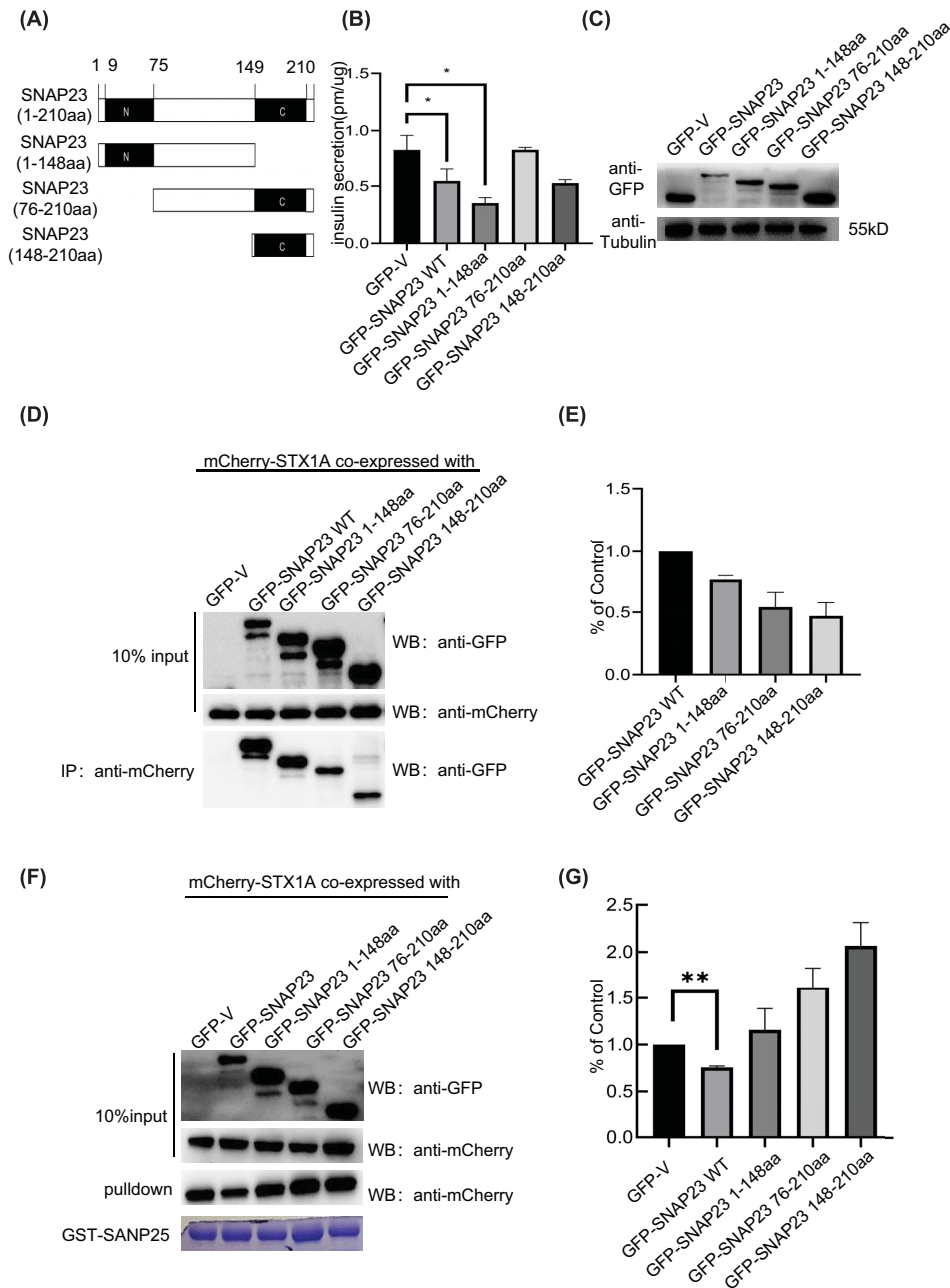 (A)
1 9 75 149 210
SNAP23
(1-210aa)
N
C
SNAP23
(1-148aa)
N
SNAP23
(76-210aa)
C
SNAP23
(148-210aa)
C
(B)
insulin secretion(pm/ug)
1.5
1.0
0.5
0.0
*
*
GFP-V
GFP-SNAP23 WT
GFP-SNAP23 1-148aa
GFP-SNAP23 76-210aa
GFP-SNAP23 148-210aa
(C)
GFP-V
GFP-SNAP23
GFP-SNAP23 1-148aa
GFP-SNAP23 76-210aa
GFP-SNAP23 148-210aa
anti-
GFP
anti-
Tubulin
55kD
(D)
mCherry-STX1A co-expressed with
GFP-V
GFP-SNAP23 WT
GFP-SNAP23 1-148aa
GFP-SNAP23 76-210aa
GFP-SNAP23 148-210aa
10% input
WB: anti-GFP
WB: anti-mCherry
IP: anti-mCherry
WB: anti-GFP
(E)
% of Control
1.0
0.5
0.0
GFP-SNAP23 WT
GFP-SNAP23 1-148aa
GFP-SNAP23 76-210aa
GFP-SNAP23 148-210aa
(F)
mCherry-STX1A co-expressed with
GFP-V
GFP-SNAP23
GFP-SNAP23 1-148aa
GFP-SNAP23 76-210aa
GFP-SNAP23 148-210aa
10%input
WB: anti-GFP
WB: anti-mCherry
pulldown
WB: anti-mCherry
GST-SANP25
(G)
% of Control
2.5
2.0
1.5
1.0
0.5
0.0
**
GFP-V
GFP-SNAP23 WT
GFP-SNAP23 1-148aa
GFP-SNAP23 76-210aa
GFP-SNAP23 148-210aa